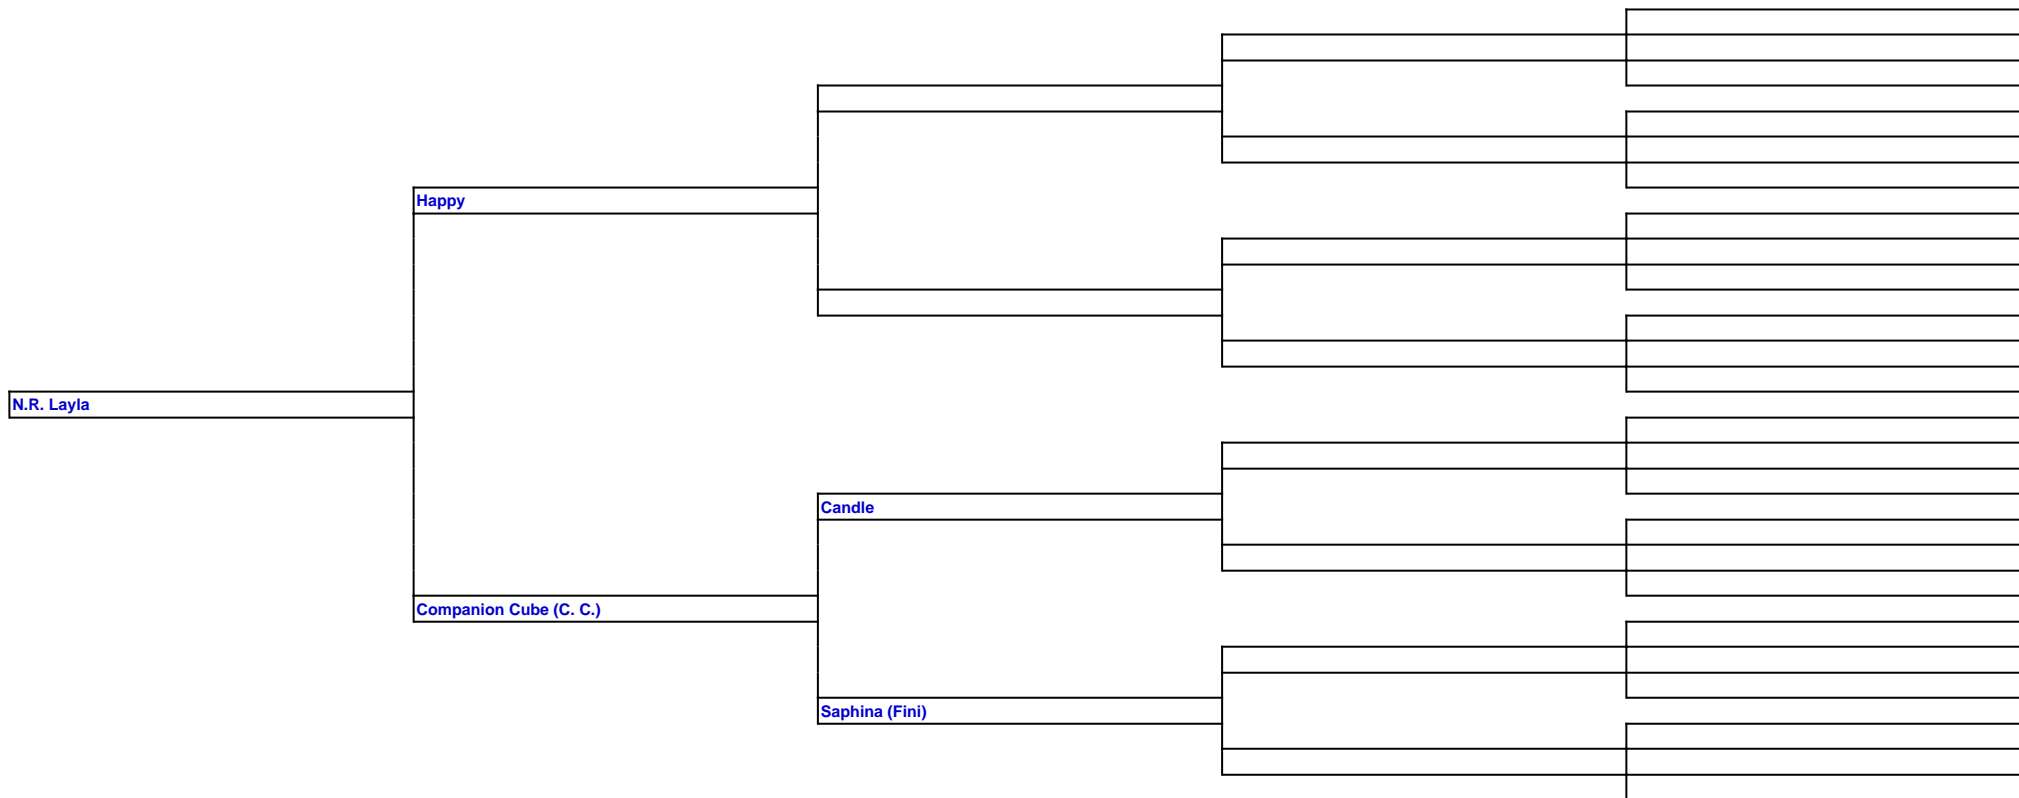 Happy
N.R. Layla
Candle
Companion Cube (C. C.)
Saphina (Fini)